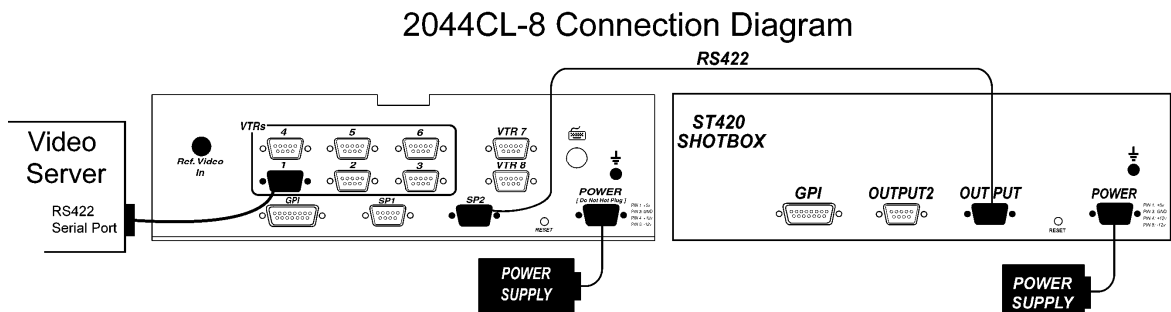 2044CL-8 Connection Diagram
RS422
Video
Server
RS422
Serial Port
Ref. Video
In
VTRs
4
5
6
1
2
3
VTR 7
VTR 8
GPI
SP1
SP2
RESET
POWER
[ Do Not Hot Plug ]
POWER
SUPPLY
ST420
SHOTBOX
GPI
OUTPUT2
OUTPUT
RESET
POWER
POWER
SUPPLY